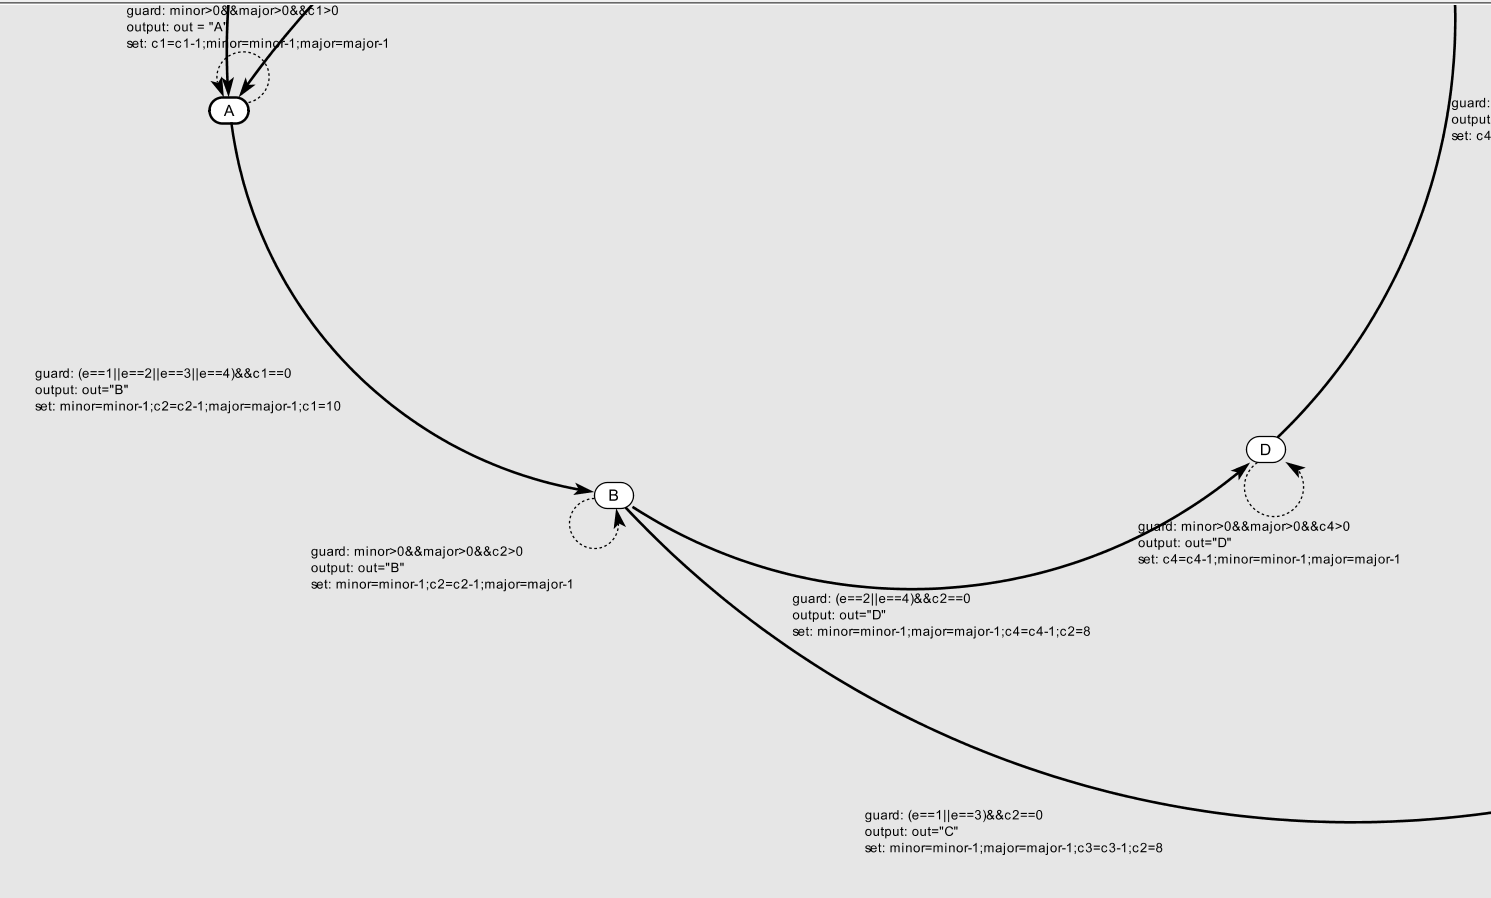 guard: minor>0&&major>0&&c1>0
output: out = "A"
set: c1=c1-1;minor=minor-1;major=major-1
A
guard:
output
set: c4
guard: (e==1||e==2||e==3||e==4)&&c1==0
output: out="B"
set: minor=minor-1;c2=c2-1;major=major-1;c1=10
D
B
guard: minor>0&&major>0&&c4>0
output: out="D"
set: c4=c4-1;minor=minor-1;major=major-1
guard: minor>0&&major>0&&c2>0
output: out="B"
set: minor=minor-1;c2=c2-1;major=major-1
guard: (e==2||e==4)&&c2==0
output: out="D"
set: minor=minor-1;major=major-1;c4=c4-1;c2=8
guard: (e==1||e==3)&&c2==0
output: out="C"
set: minor=minor-1;major=major-1;c3=c3-1;c2=8